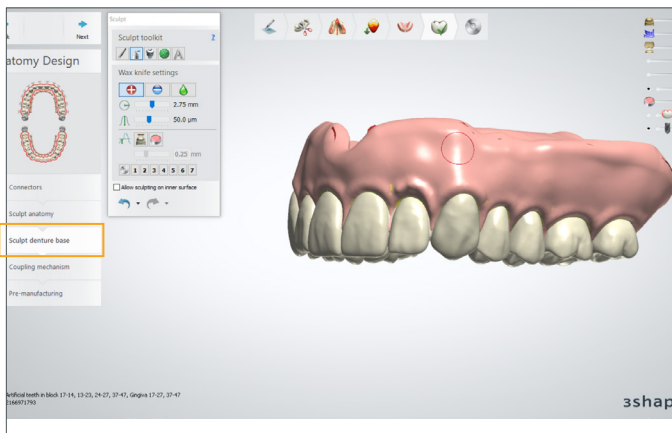 Sculpt
k
Next
Sculpt toolkit
?
atomy Design
Wax knife settings
2.75 mm
50.0 µm
0.25 mm
1 2 3 4 5 6 7
Allow sculpting on inner surface
Connectors
Sculpt anatomy
Sculpt denture base
Coupling mechanism
Pre-manufacturing
Artificial teeth in block 17-14, 13-23, 24-27, 37-47, Gingiva 17-27, 37-47
2166971793
3shap